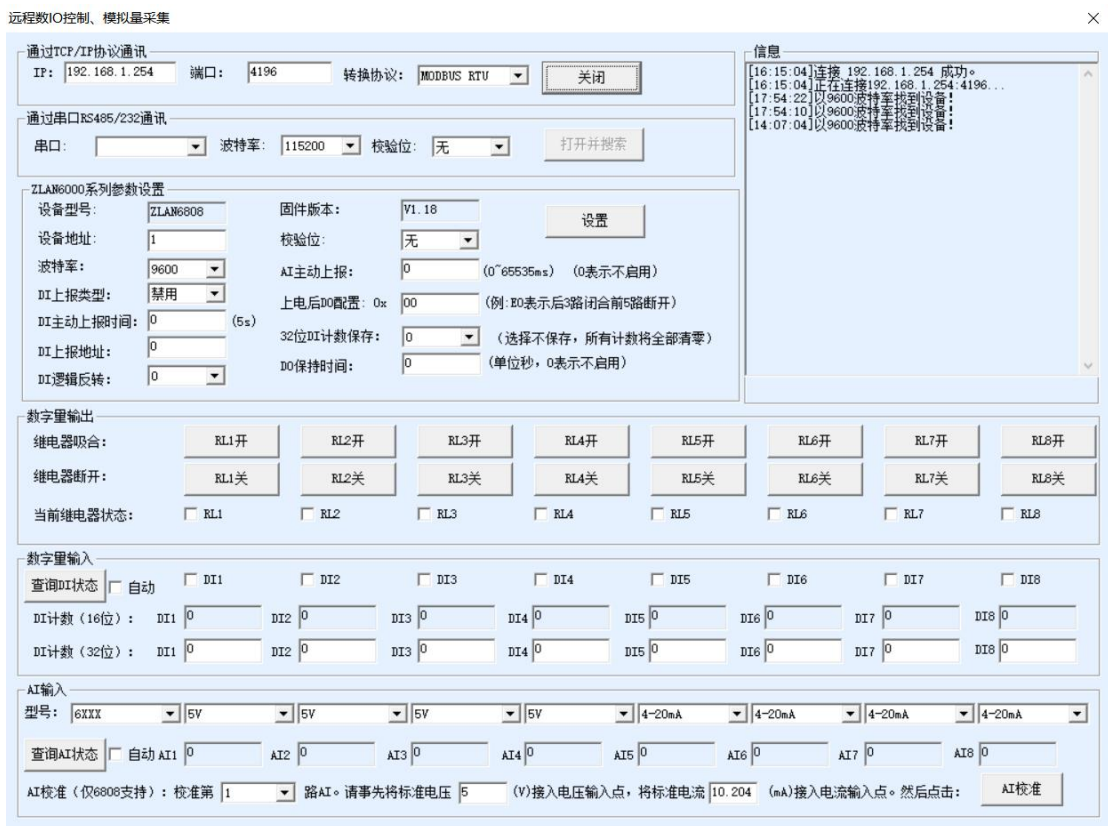 远程数IO控制、模拟量采集
通过TCP/IP协议通讯
IP: 192.168.1.254 端口: 4196 转换协议: MODBUS RTU 关闭
通过串口RS485/232通讯
串口: 波特率: 115200 校验位: 无 打开并搜索
信息
[16:15:04]连接 192.168.1.254 成功。
[16:15:04]正在连接192.168.1.254:4196...
[17:54:22]以9600波特率找到设备!
[17:54:10]以9600波特率找到设备!
[14:07:04]以9600波特率找到设备!
ZLAN6000系列参数设置
设备型号: ZLAN6808 固件版本: V1.18 设置
设备地址: 1 校验位: 无
波特率: 9600 AI主动上报: 0 (0~65535ms) (0表示不启用)
DI上报类型: 禁用 上电后DO配置: 0x 00 (例:E0表示后3路闭合前5路断开)
DI主动上报时间: 0 (5s) 32位DI计数保存: 0 (选择不保存,所有计数将全部清零)
DI上报地址: 0 DO保持时间: 0 (单位秒,0表示不启用)
DI逻辑反转: 0
数字量输出
继电器吸合: RL1开 RL2开 RL3开 RL4开 RL5开 RL6开 RL7开 RL8开
继电器断开: RL1关 RL2关 RL3关 RL4关 RL5关 RL6关 RL7关 RL8关
当前继电器状态: RL1 RL2 RL3 RL4 RL5 RL6 RL7 RL8
数字量输入
查询DI状态 自动 DI1 DI2 DI3 DI4 DI5 DI6 DI7 DI8
DI计数(16位): DI1 0 DI2 0 DI3 0 DI4 0 DI5 0 DI6 0 DI7 0 DI8 0
DI计数(32位): DI1 0 DI2 0 DI3 0 DI4 0 DI5 0 DI6 0 DI7 0 DI8 0
AI输入
型号: 6XXX 5V 5V 5V 5V 4-20mA 4-20mA 4-20mA 4-20mA
查询AI状态 自动 AI1 0 AI2 0 AI3 0 AI4 0 AI5 0 AI6 0 AI7 0 AI8 0
AI校准(仅6808支持): 校准第 1 路AI。请事先将标准电压 5 (V)接入电压输入点,将标准电流 10.204 (mA)接入电流输入点。然后点击: AI校准